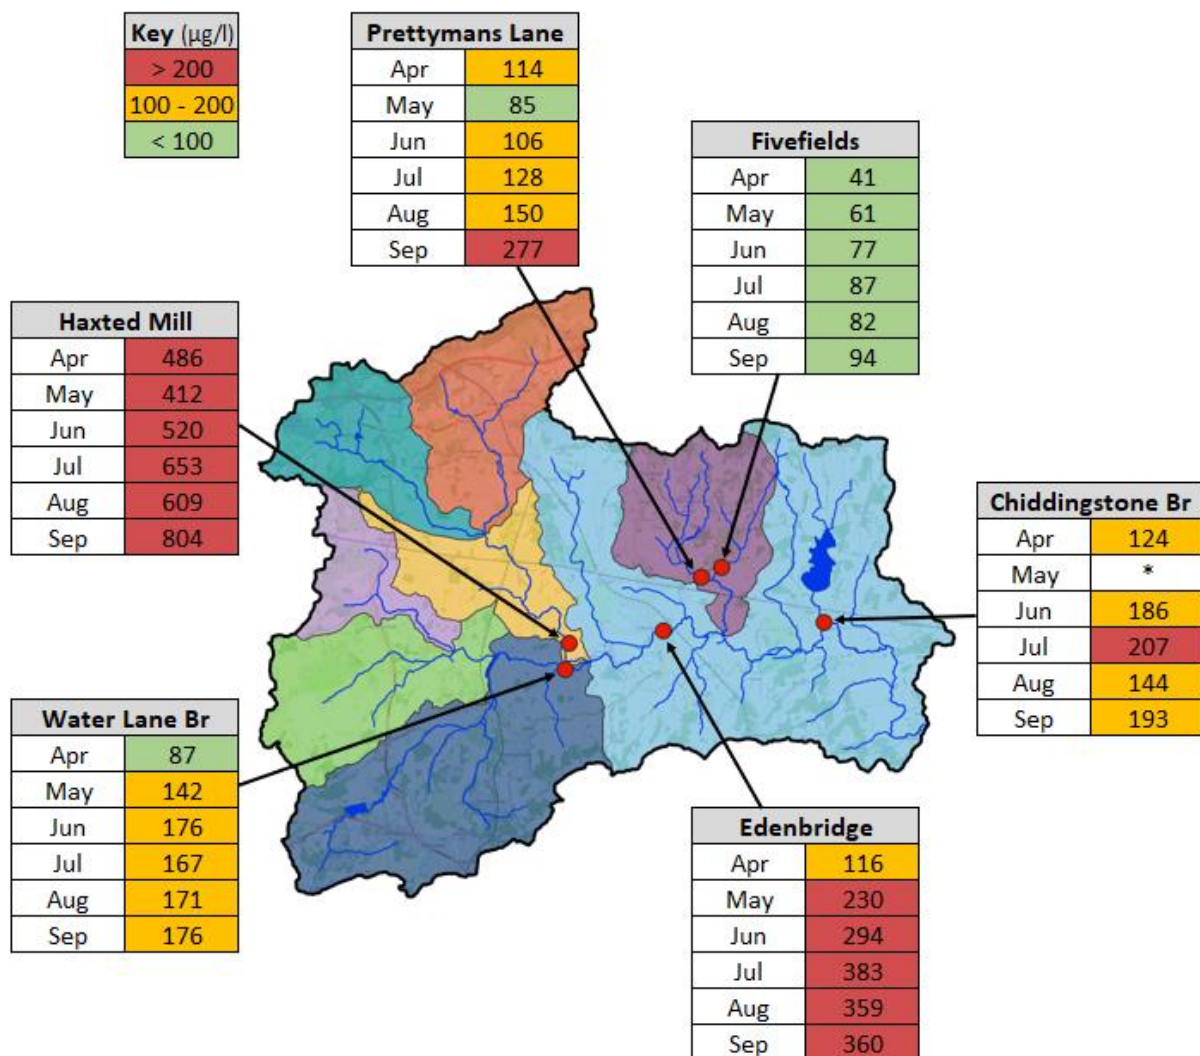 Key (µg/l)
> 200
100 - 200
< 100
Prettymans Lane
Apr 114
May 85
Jun 106
Jul 128
Aug 150
Sep 277
Fivefields
Apr 41
May 61
Jun 77
Jul 87
Aug 82
Sep 94
Haxted Mill
Apr 486
May 412
Jun 520
Jul 653
Aug 609
Sep 804
Chiddingstone Br
Apr 124
May *
Jun 186
Jul 207
Aug 144
Sep 193
Water Lane Br
Apr 87
May 142
Jun 176
Jul 167
Aug 171
Sep 176
Edenbridge
Apr 116
May 230
Jun 294
Jul 383
Aug 359
Sep 360